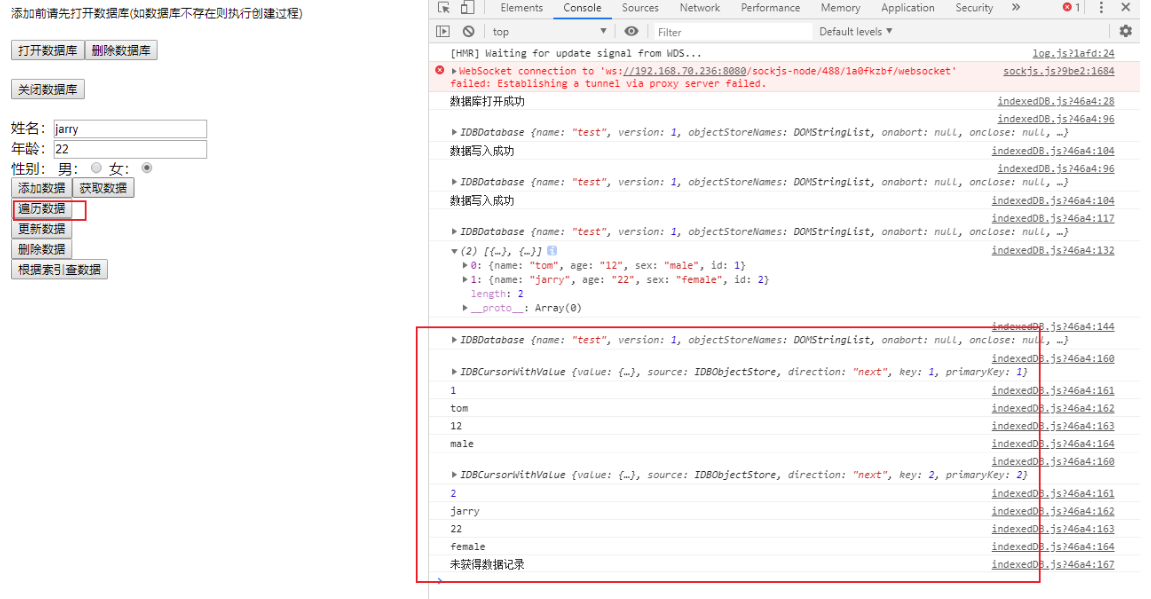 添加前请先打开数据库(如数据库不存在则执行创建过程)
打开数据库 删除数据库
关闭数据库
姓名: jarry
年龄: 22
性别: 男: 女:
添加数据 获取数据
遍历数据
更新数据
删除数据
根据索引查数据
Elements Console Sources Network Performance Memory Application Security » 1
top Filter Default levels ▼
[HMR] Waiting for update signal from WDS... log.js?1afd:24
WebSocket connection to 'ws://192.168.70.236:8080/sockjs-node/488/1a0fkzbf/websocket' sockjs.js?9be2:1684
failed: Establishing a tunnel via proxy server failed.
数据库打开成功 indexedDB.js?46a4:28
indexedDB.js?46a4:96
IDBDatabase {name: "test", version: 1, objectStoreNames: DOMStringList, onabort: null, onclose: null, …}
数据写入成功 indexedDB.js?46a4:104
indexedDB.js?46a4:96
IDBDatabase {name: "test", version: 1, objectStoreNames: DOMStringList, onabort: null, onclose: null, …}
数据写入成功 indexedDB.js?46a4:104
indexedDB.js?46a4:117
IDBDatabase {name: "test", version: 1, objectStoreNames: DOMStringList, onabort: null, onclose: null, …}
(2) [{…}, {…}] indexedDB.js?46a4:132
0: {name: "tom", age: "12", sex: "male", id: 1}
1: {name: "jarry", age: "22", sex: "female", id: 2}
length: 2
__proto__: Array(0)
indexedDB.js?46a4:144
IDBDatabase {name: "test", version: 1, objectStoreNames: DOMStringList, onabort: null, onclose: null, …}
indexedDB.js?46a4:160
IDBCursorWithValue {value: {…}, source: IDBObjectStore, direction: "next", key: 1, primaryKey: 1}
1 indexedDB.js?46a4:161
tom indexedDB.js?46a4:162
12 indexedDB.js?46a4:163
male indexedDB.js?46a4:164
indexedDB.js?46a4:160
IDBCursorWithValue {value: {…}, source: IDBObjectStore, direction: "next", key: 2, primaryKey: 2}
2 indexedDB.js?46a4:161
jarry indexedDB.js?46a4:162
22 indexedDB.js?46a4:163
female indexedDB.js?46a4:164
未获得数据记录 indexedDB.js?46a4:167